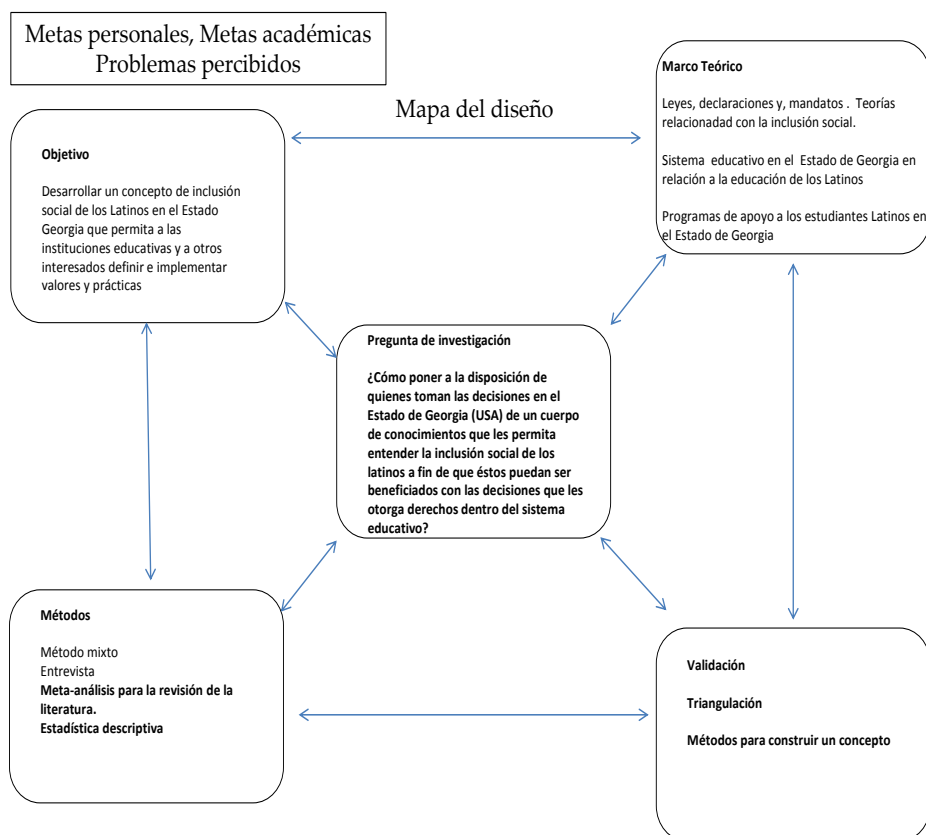 Metas personales, Metas académicas
Problemas percibidos
Mapa del diseño
Objetivo
Desarrollar un concepto de inclusión
social de los Latinos en el Estado
Georgia que permita a las
instituciones educativas y a otros
interesados definir e implementar
valores y prácticas
Marco Teórico
Leyes, declaraciones y, mandatos . Teorías
relacionadad con la inclusión social.
Sistema educativo en el Estado de Georgia en
relación a la educación de los Latinos
Programas de apoyo a los estudiantes Latinos en
el Estado de Georgia
Pregunta de investigación
¿Cómo poner a la disposición de
quienes toman las decisiones en el
Estado de Georgia (USA) de un cuerpo
de conocimientos que les permita
entender la inclusión social de los
latinos a fin de que éstos puedan ser
beneficiados con las decisiones que les
otorga derechos dentro del sistema
educativo?
Métodos
Método mixto
Entrevista
Meta-análisis para la revisión de la
literatura.
Estadística descriptiva
Validación
Triangulación
Métodos para construir un concepto